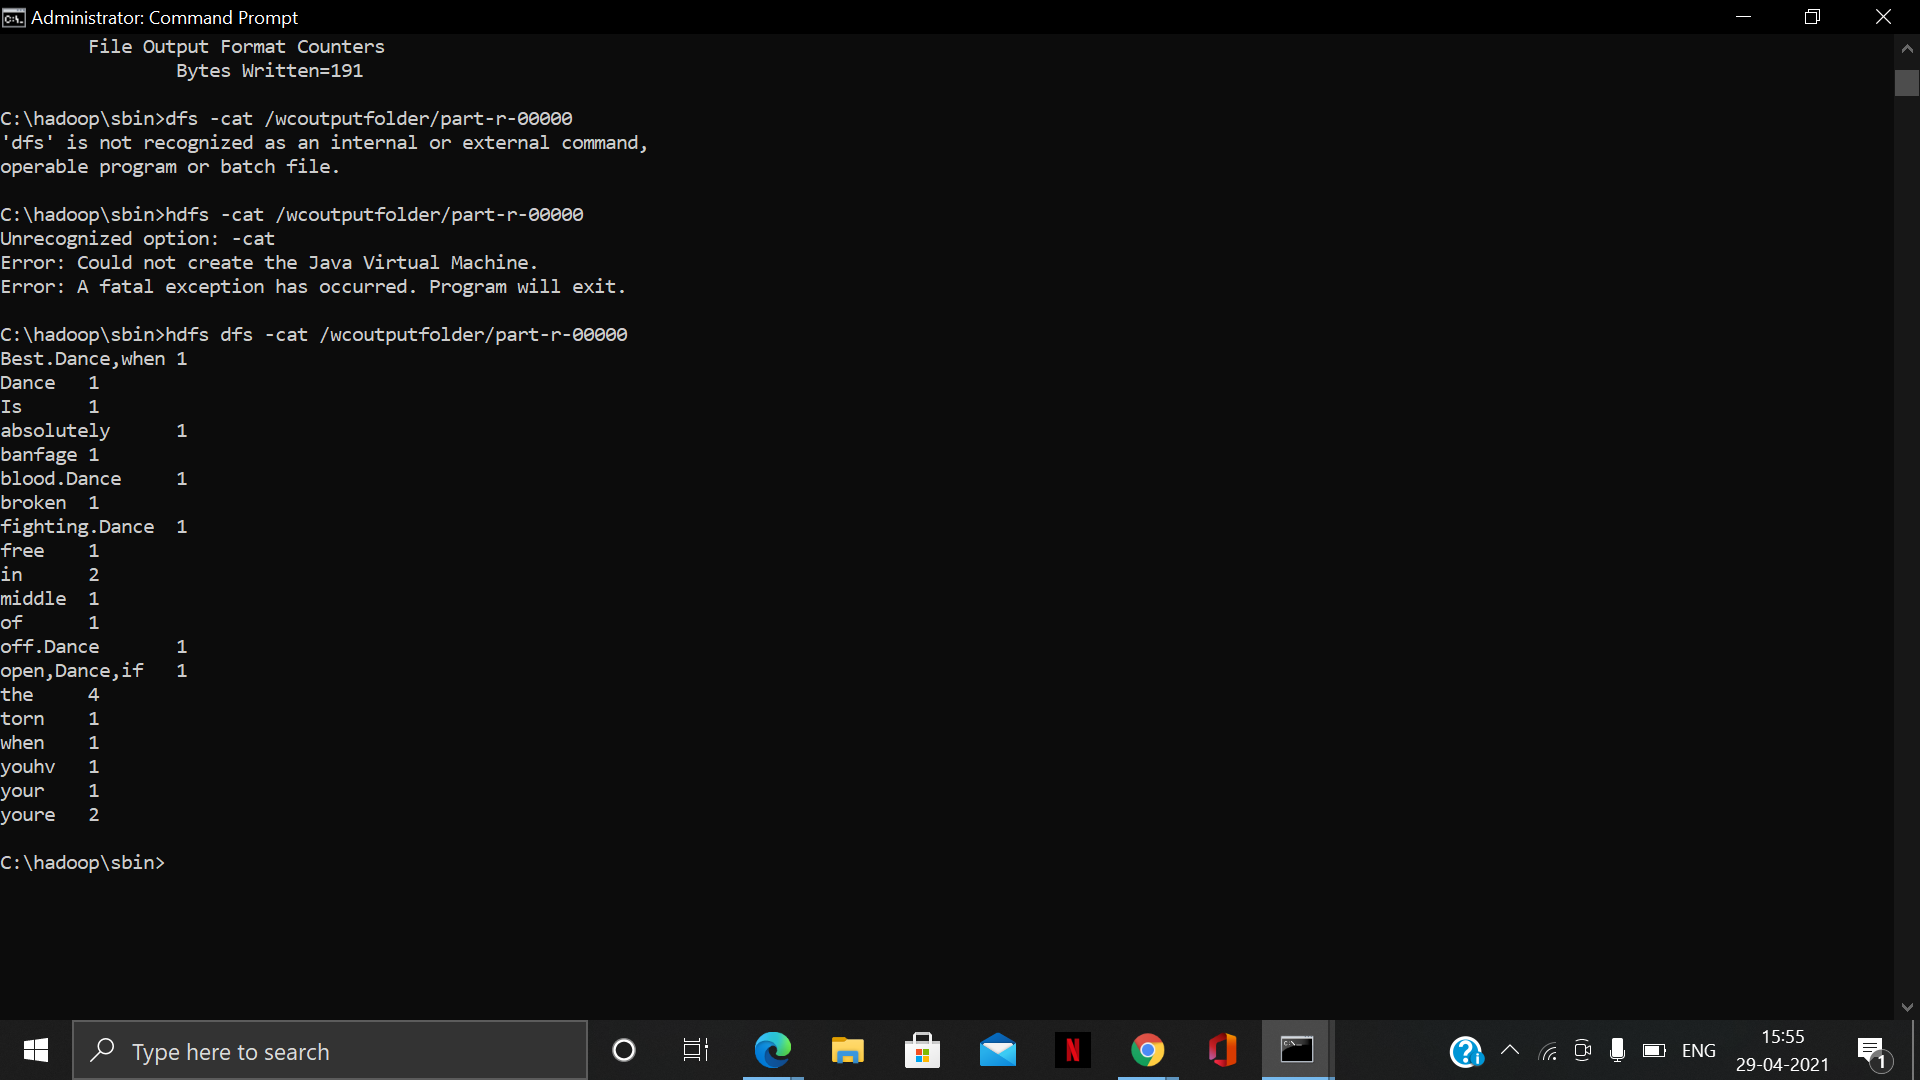 Administrator: Command Prompt
File Output Format Counters
Bytes Written=191
C:\hadoop\sbin>dfs -cat /wcoutputfolder/part-r-00000
'dfs' is not recognized as an internal or external command,
operable program or batch file.
C:\hadoop\sbin>hdfs -cat /wcoutputfolder/part-r-00000
Unrecognized option: -cat
Error: Could not create the Java Virtual Machine.
Error: A fatal exception has occurred. Program will exit.
C:\hadoop\sbin>hdfs dfs -cat /wcoutputfolder/part-r-00000
Best.Dance,when 1
Dance 1
Is 1
absolutely 1
banfage 1
blood.Dance 1
broken 1
fighting.Dance 1
free 1
in 2
middle 1
of 1
off.Dance 1
open,Dance,if 1
the 4
torn 1
when 1
youhv 1
your 1
youre 2
C:\hadoop\sbin>
Type here to search
N
ENG
15:55
29-04-2021
1